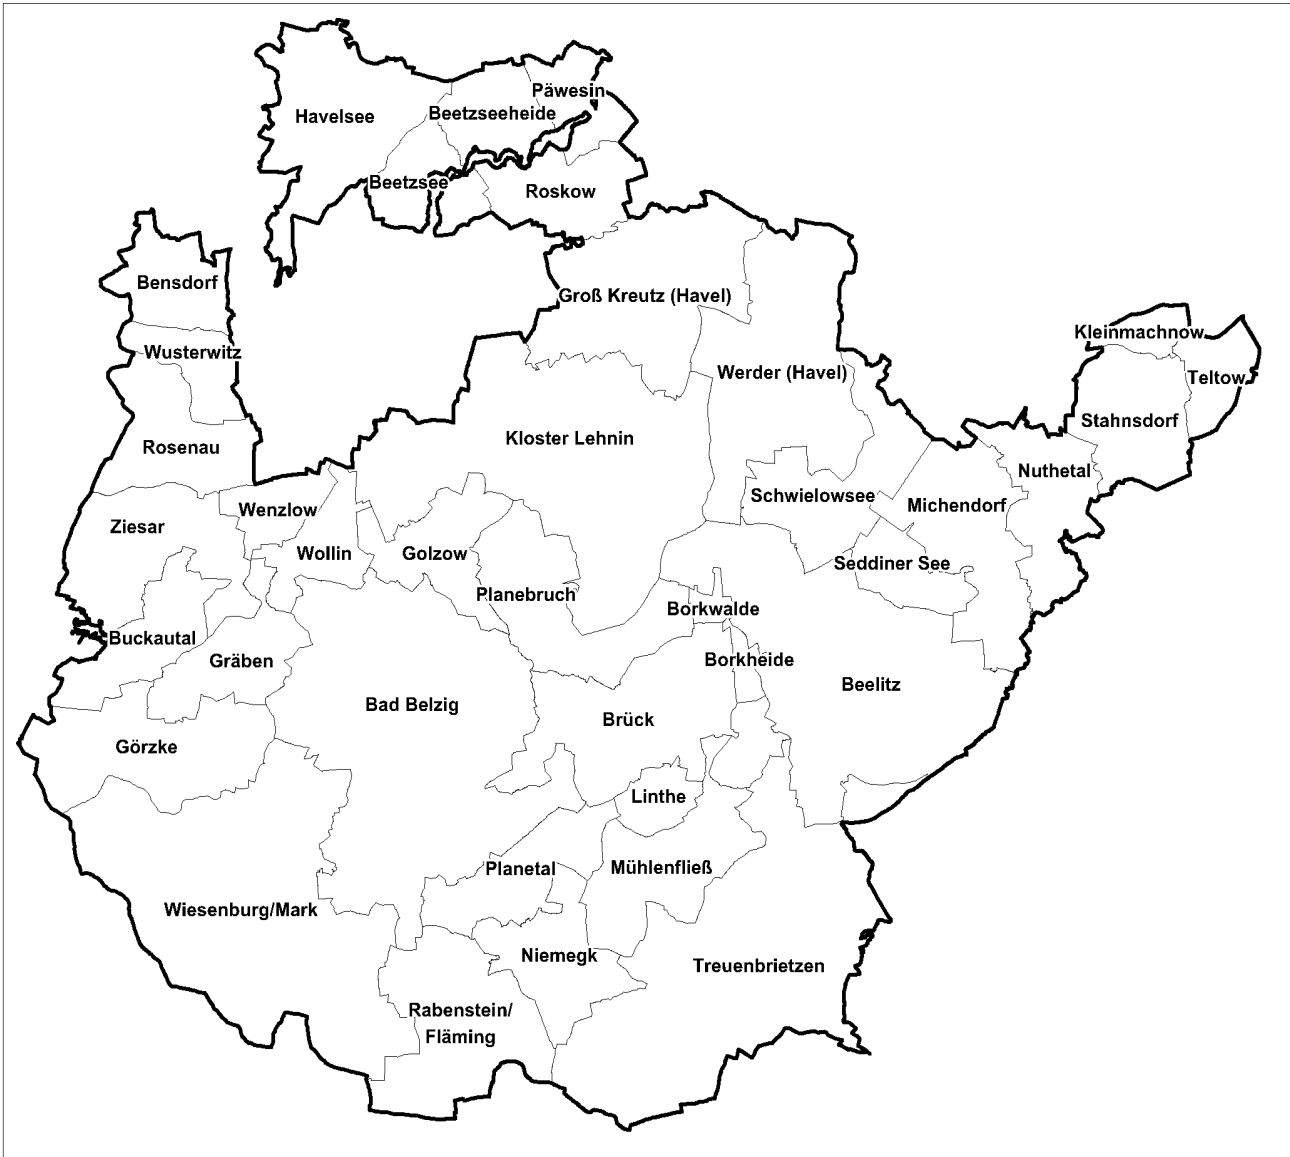 Päwesin
Havelsee
Beetzseeheide
Beetzsee
Roskow
Bensdorf
Groß Kreutz (Havel)
Kleinmachnow
Wusterwitz
Werder (Havel)
Teltow
Stahnsdorf
Kloster Lehnin
Rosenau
Nuthetal
Schwielowsee
Michendorf
Wenzlow
Ziesar
Wollin
Golzow
Seddiner See
Planebruch
Borkwalde
Buckautal
Gräben
Borkheide
Beelitz
Bad Belzig
Brück
Görzke
Linthe
Planetal
Mühlenfließ
Wiesenburg/Mark
Niemegk
Treuenbrietzen
Rabenstein/
Fläming